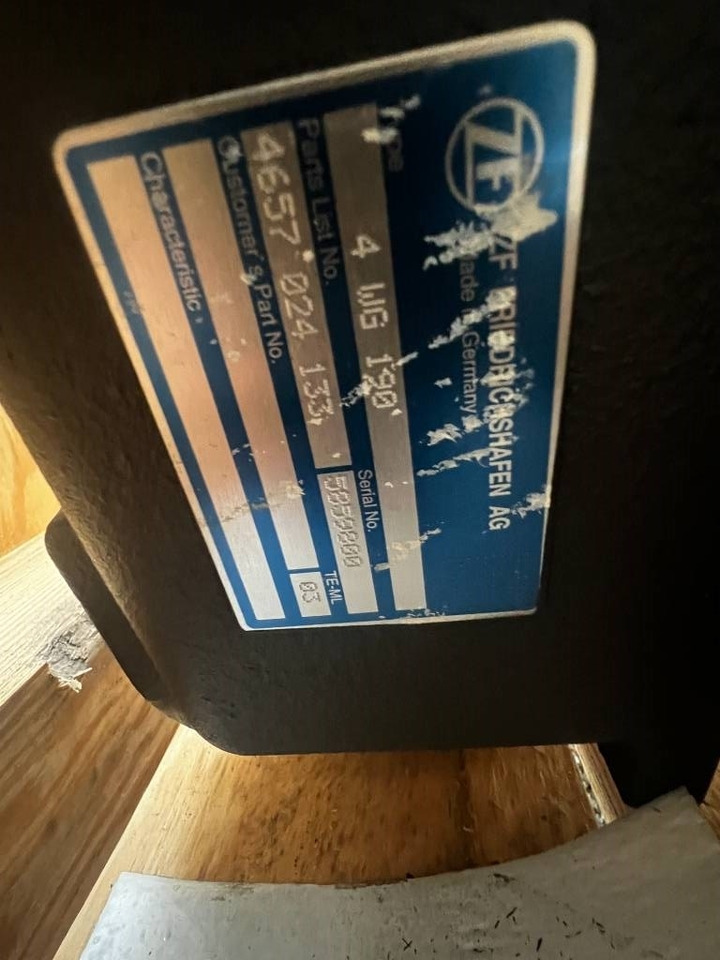 ZF
ZF FRIEDRICHSHAFEN AG
Made in Germany
Type
4 WG 190
Parts List No.
Serial No.
4657 024 133
5850800
Customer's Part No.
TE-ML
03
Characteristic